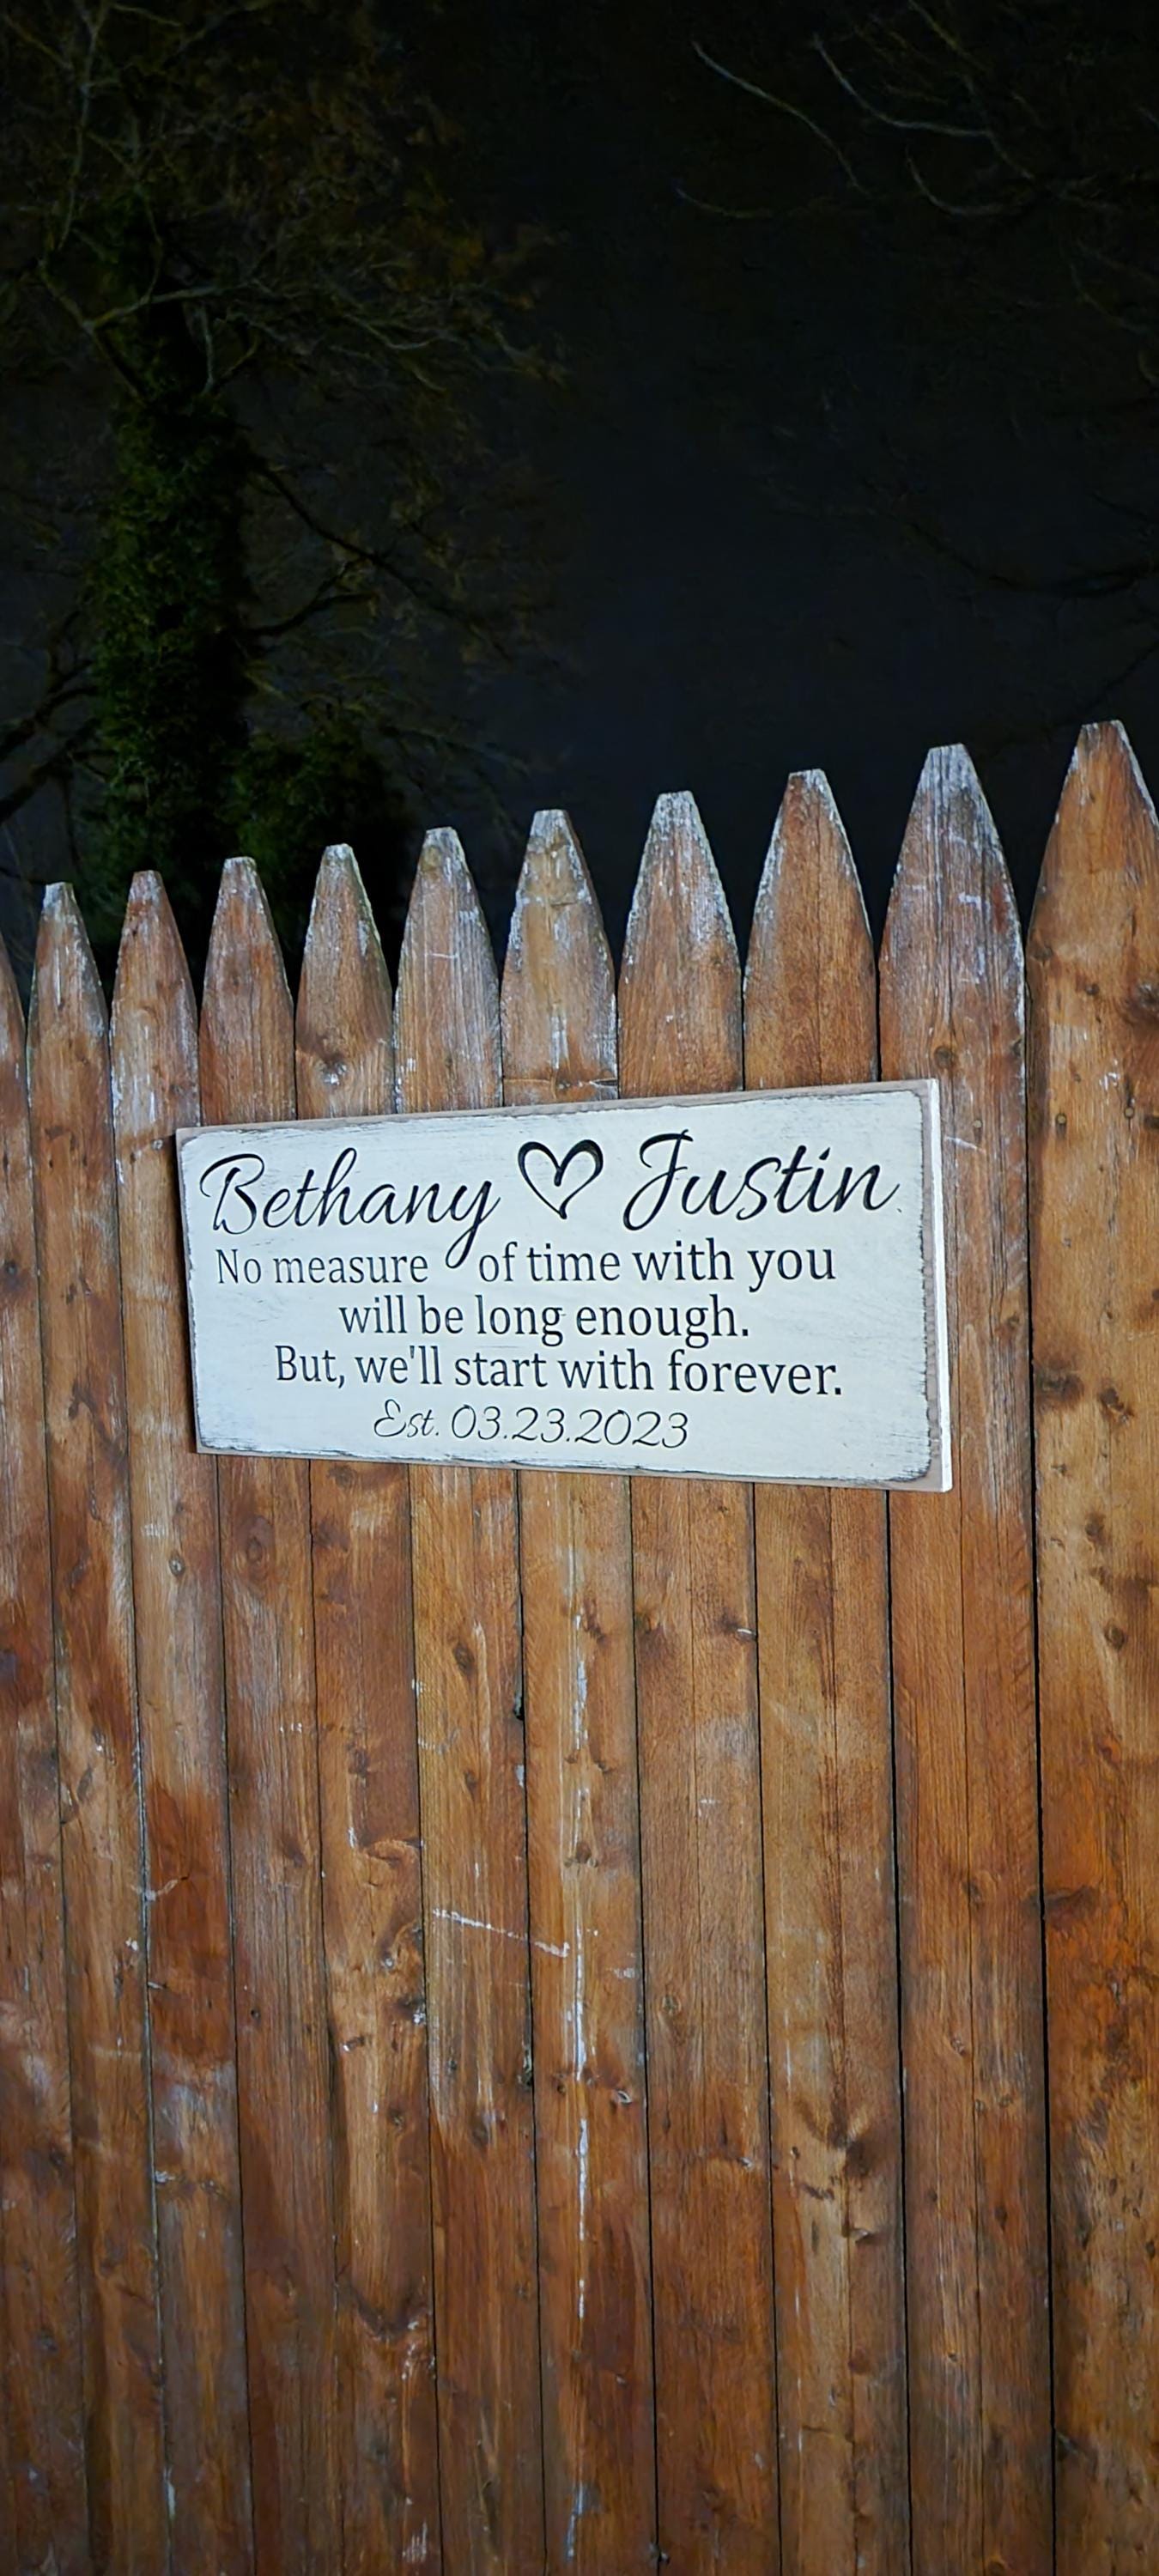 Bethany ♡ Justin
No measure of time with you
will be long enough.
But, we'll start with forever.
Est. 03.23.2023